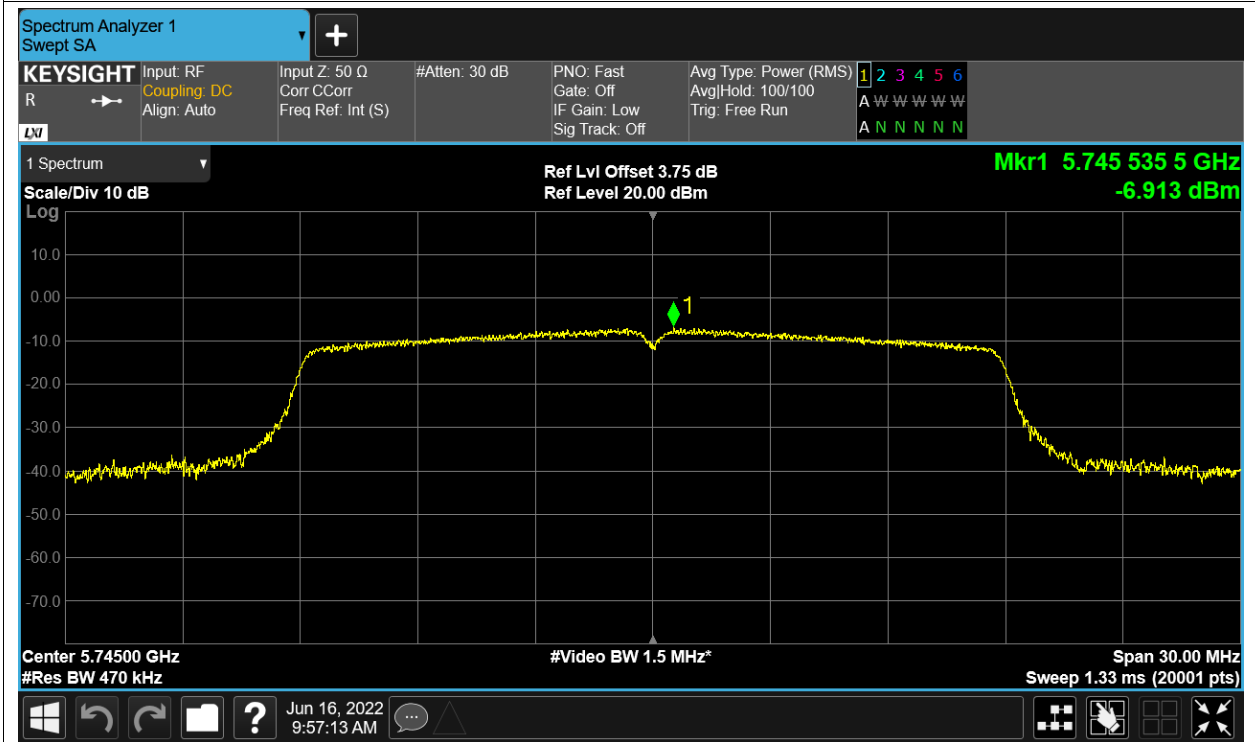 Spectrum Analyzer 1
Swept SA
+
KEYSIGHT
R
LXI
Input: RF
Coupling: DC
Align: Auto
Input Z: 50 Ω
Corr CCorr
Freq Ref: Int (S)
#Atten: 30 dB
PNO: Fast
Gate: Off
IF Gain: Low
Sig Track: Off
Avg Type: Power (RMS)
Avg|Hold: 100/100
Trig: Free Run
1 2 3 4 5 6
A W W W W W
A N N N N N
1 Spectrum
Scale/Div 10 dB
Log
Ref Lvl Offset 3.75 dB
Ref Level 20.00 dBm
Mkr1 5.745 535 5 GHz
-6.913 dBm
10.0
0.00
1
-10.0
-20.0
-30.0
-40.0
-50.0
-60.0
-70.0
Center 5.74500 GHz
#Res BW 470 kHz
#Video BW 1.5 MHz*
Span 30.00 MHz
Sweep 1.33 ms (20001 pts)
?
Jun 16, 2022
9:57:13 AM